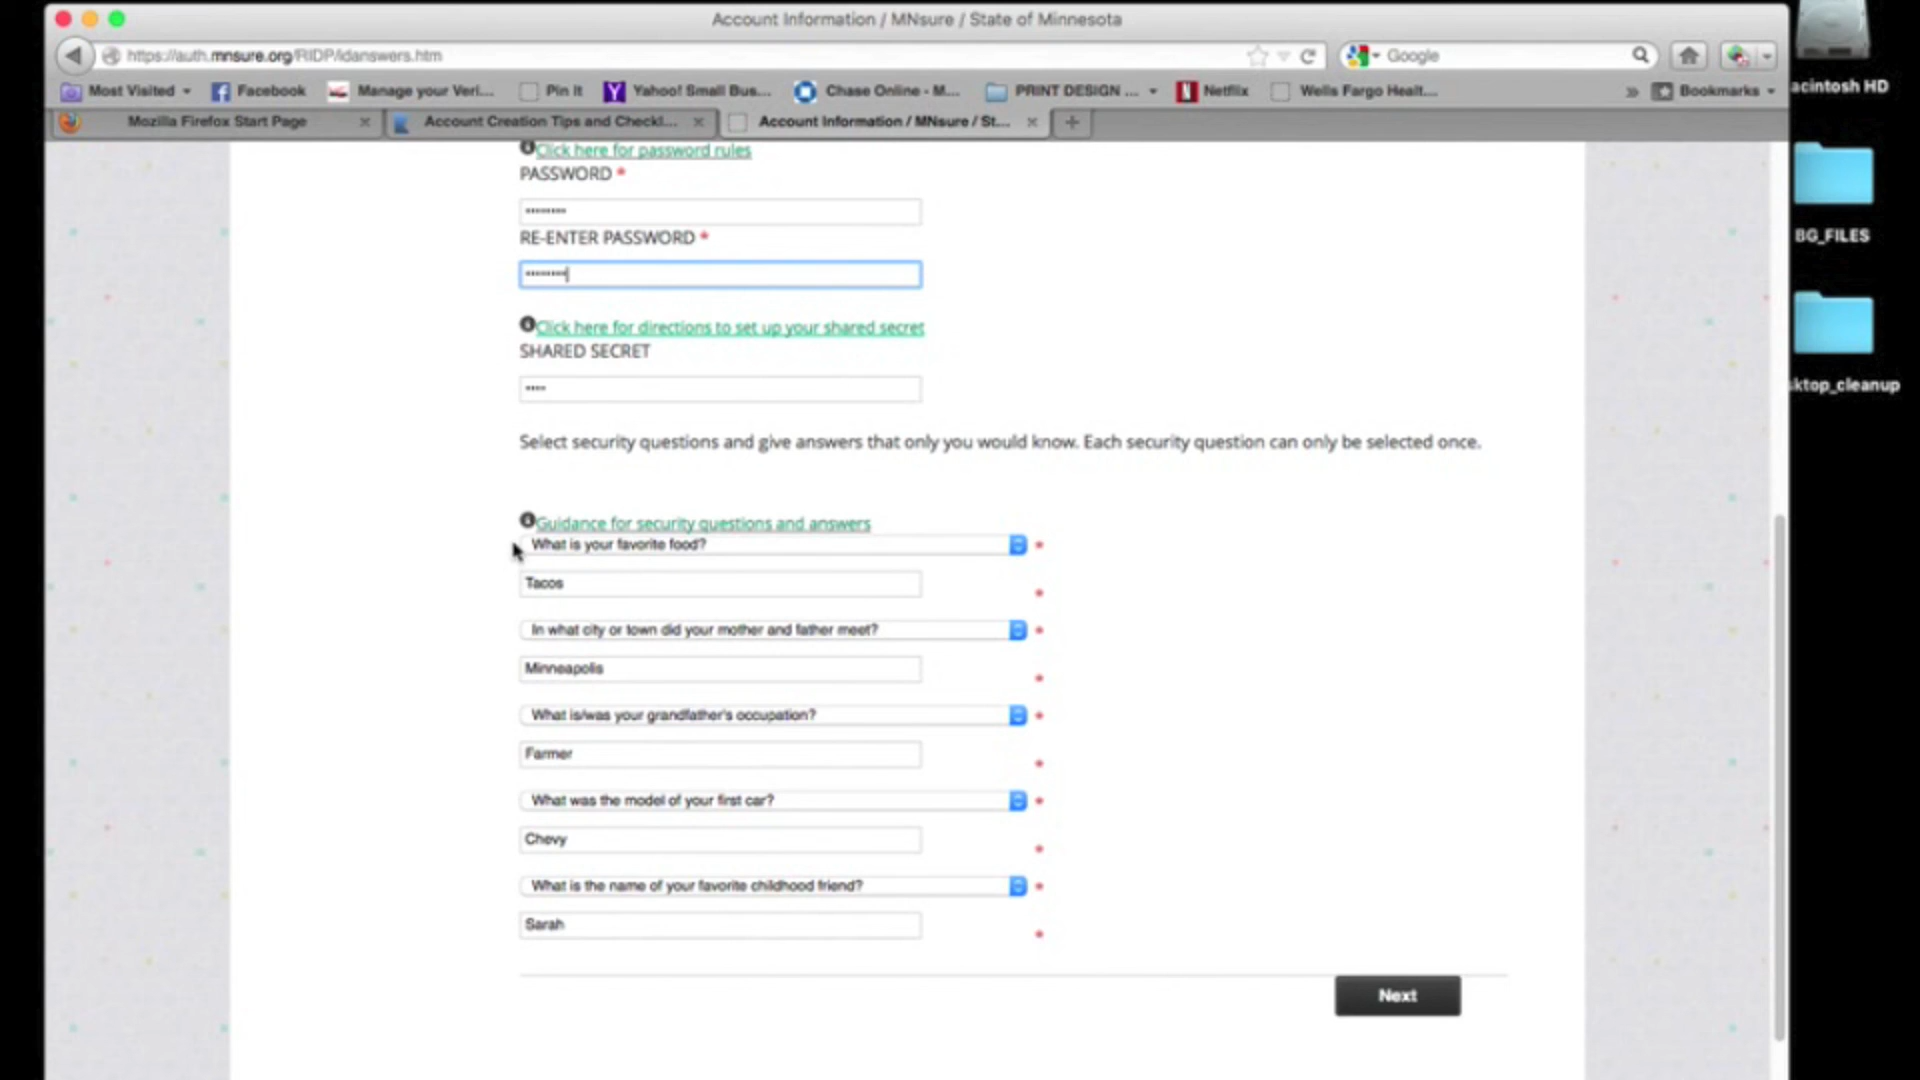 Account Information / MNsure / State of Minnesota
https://auth.mnsure.org/RIDP/idanswers.htm
Google
Most Visited
Facebook
Manage your Veri...
Pin It
Yahoo! Small Bus...
Chase Online - M...
PRINT DESIGN ...
Netflix
Wells Fargo Healt...
»
Bookmarks
acintosh HD
Mozilla Firefox Start Page
Account Creation Tips and Checkl...
Account Information / MNsure / St...
Click here for password rules
PASSWORD *
RE-ENTER PASSWORD *
BG_FILES
Click here for directions to set up your shared secret
SHARED SECRET
sktop_cleanup
Select security questions and give answers that only you would know. Each security question can only be selected once.
Guidance for security questions and answers
What is your favorite food? *
Tacos *
In what city or town did your mother and father meet? *
Minneapolis *
What is/was your grandfather's occupation? *
Farmer *
What was the model of your first car? *
Chevy *
What is the name of your favorite childhood friend? *
Sarah *
Next